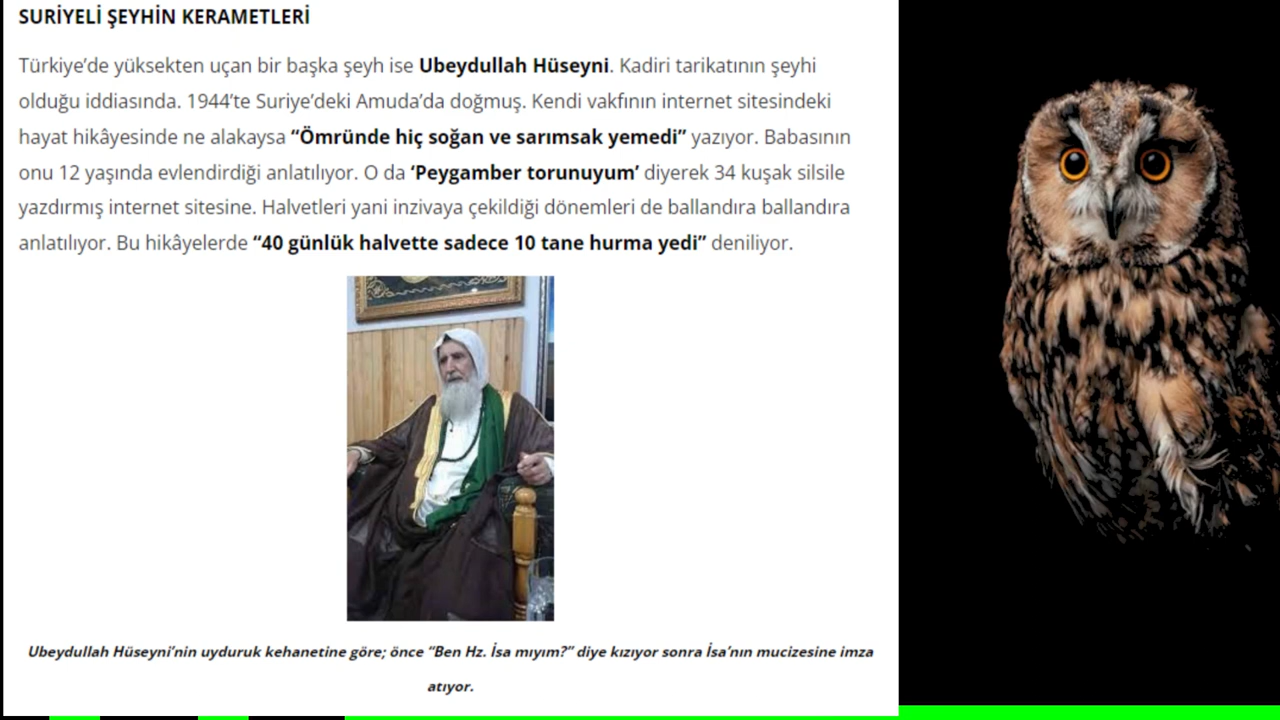 SURİYELİ ŞEYHİN KERAMETLERİ
Türkiye’de yüksekten uçan bir başka şeyh ise Ubeydullah Hüseyni. Kadiri tarikatının şeyhi
olduğu iddiasında. 1944’te Suriye’deki Amuda’da doğmuş. Kendi vakfının internet sitesindeki
hayat hikâyesinde ne alakaysa “Ömründe hiç soğan ve sarımsak yemedi” yazıyor. Babasının
onu 12 yaşında evlendirdiği anlatılıyor. O da ‘Peygamber torunuyum’ diyerek 34 kuşak silsile
yazdırmış internet sitesine. Halvetleri yani inzivaya çekildiği dönemleri de ballandıra ballandıra
anlatılıyor. Bu hikâyelerde “40 günlük halvette sadece 10 tane hurma yedi” deniliyor.
Ubeydullah Hüseyni’nin uyduruk kehanetine göre; önce “Ben Hz. İsa mıyım?” diye kızıyor sonra İsa’nın mucizesine imza
atıyor.